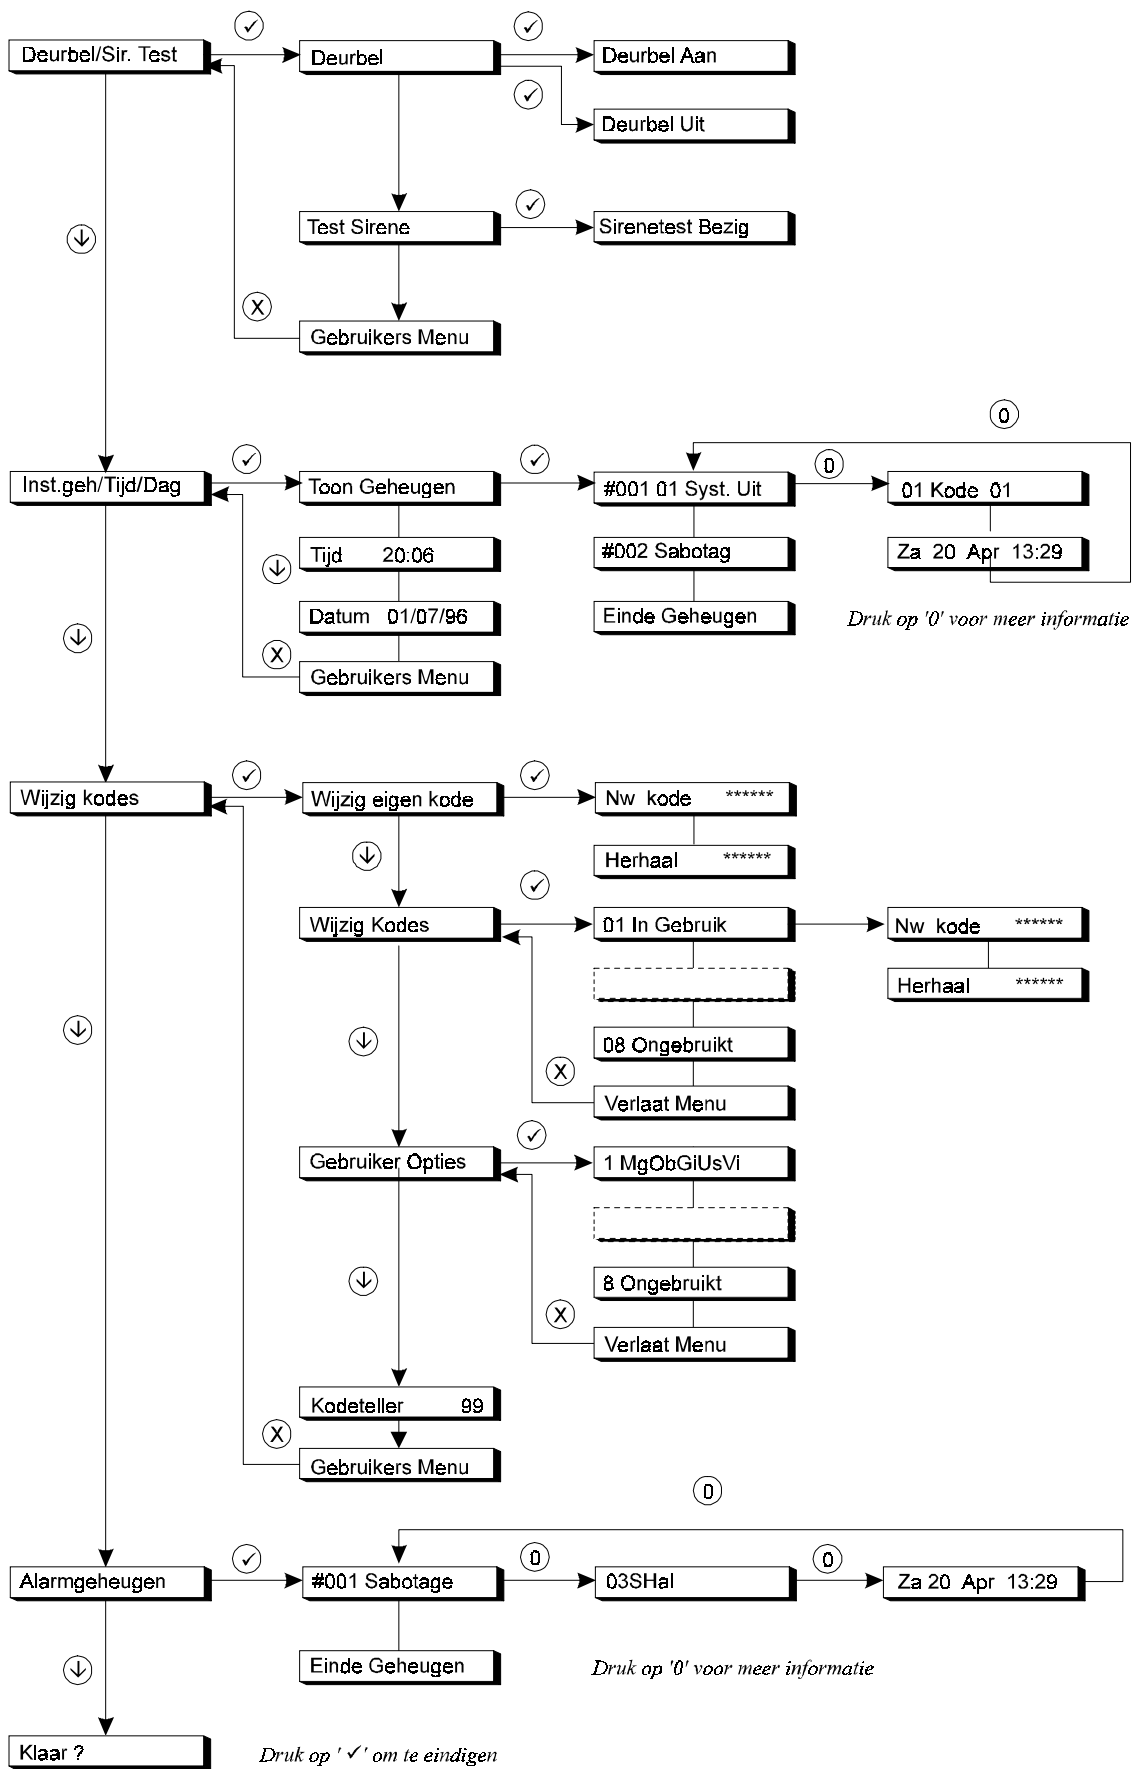 ✓
✓
Deurbel/Sir. Test
Deurbel
Deurbel Aan
✓
Deurbel Uit
✓
Test Sirene
Sirenetest Bezig
↓
X
Gebruikers Menu
0
✓
✓
0
Inst.geh/Tijd/Dag
Toon Geheugen
#001 01 Syst. Uit
01 Kode 01
↓
Tijd 20:06
#002 Sabotag
Za 20 Apr 13:29
↓
Datum 01/07/96
Einde Geheugen
Druk op '0' voor meer informatie
X
Gebruikers Menu
✓
✓
Wijzig kodes
Wijzig eigen kode
Nw kode ******
↓
Herhaal ******
✓
Wijzig Kodes
01 In Gebruik
Nw kode ******
Herhaal ******
↓
↓
08 Ongebruikt
X
Verlaat Menu
✓
Gebruiker Opties
1 MgObGiUsVi
↓
8 Ongebruikt
X
Verlaat Menu
Kodeteller 99
X
Gebruikers Menu
0
✓
0
0
Alarmgeheugen
#001 Sabotage
03SHal
Za 20 Apr 13:29
↓
Einde Geheugen
Druk op '0' voor meer informatie
Klaar ?
Druk op ' ✓' om te eindigen